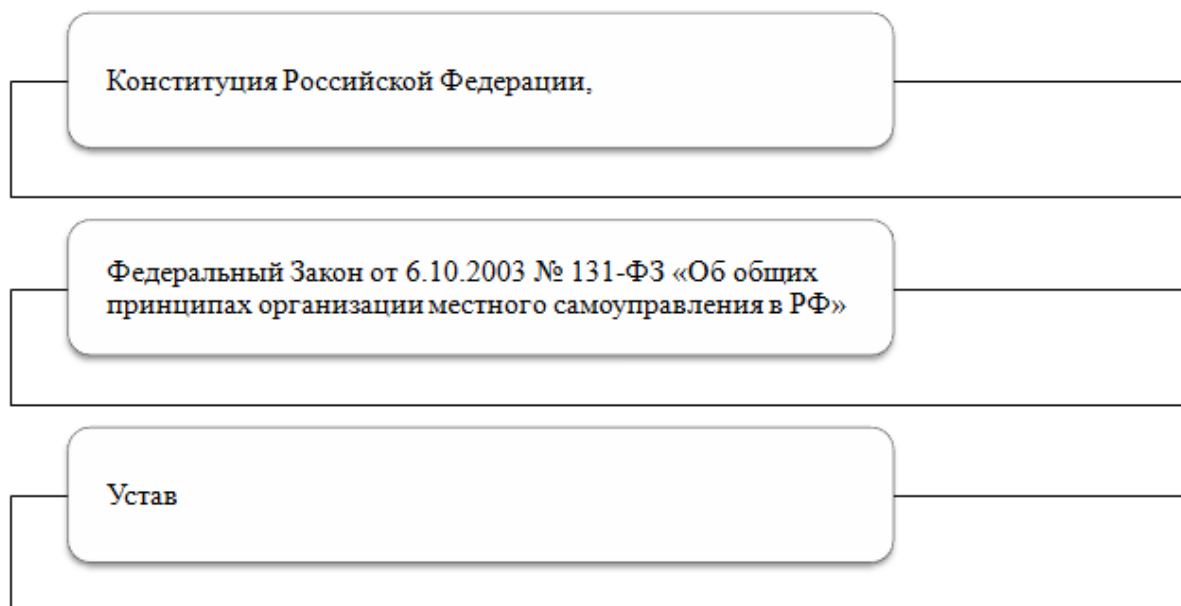 Конституция Российской Федерации,
Федеральный Закон от 6.10.2003 № 131-ФЗ «Об общих
принципах организации местного самоуправления в РФ»
Устав